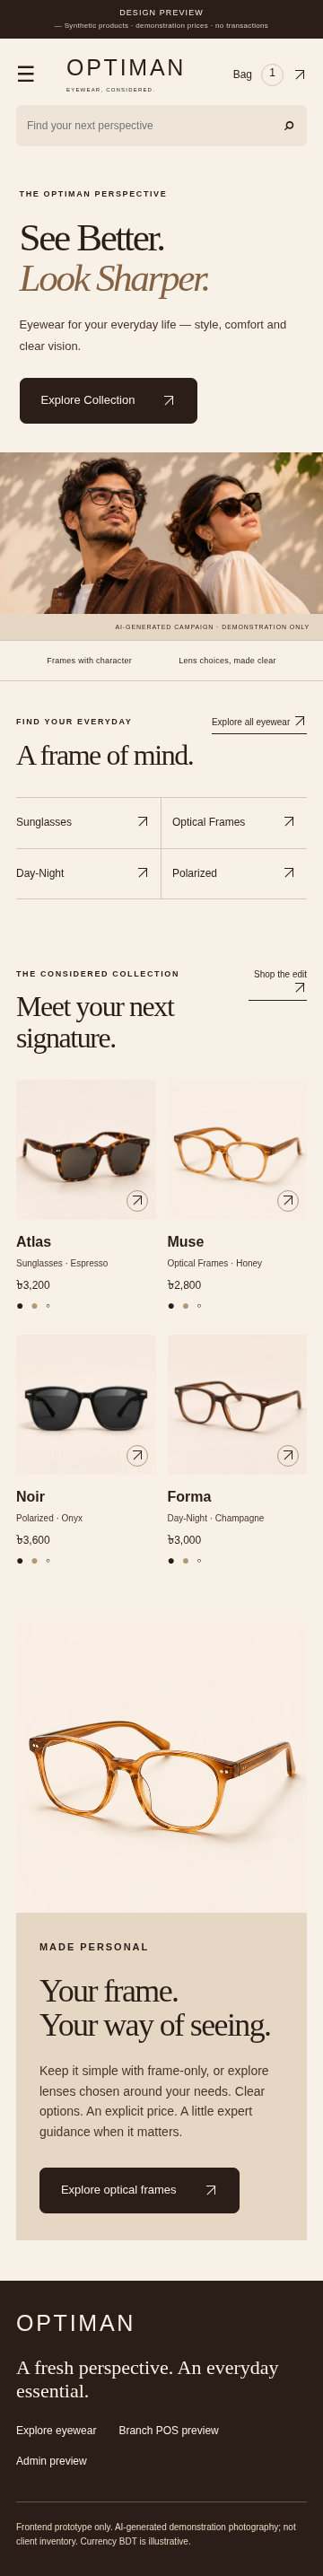 DESIGN PREVIEW
— Synthetic products · demonstration prices · no transactions
OPTIMAN
EYEWEAR, CONSIDERED.
Bag 1
Find your next perspective
THE OPTIMAN PERSPECTIVE
See Better.
Look Sharper.
Eyewear for your everyday life — style, comfort and
clear vision.
Explore Collection
AI-GENERATED CAMPAIGN · DEMONSTRATION ONLY
Frames with character
Lens choices, made clear
FIND YOUR EVERYDAY
Explore all eyewear
A frame of mind.
Sunglasses
Optical Frames
Day-Night
Polarized
THE CONSIDERED COLLECTION
Shop the edit
Meet your next
signature.
Atlas
Sunglasses · Espresso
৳3,200
Muse
Optical Frames · Honey
৳2,800
Noir
Polarized · Onyx
৳3,600
Forma
Day-Night · Champagne
৳3,000
MADE PERSONAL
Your frame.
Your way of seeing.
Keep it simple with frame-only, or explore
lenses chosen around your needs. Clear
options. An explicit price. A little expert
guidance when it matters.
Explore optical frames
OPTIMAN
A fresh perspective. An everyday
essential.
Explore eyewear
Branch POS preview
Admin preview
Frontend prototype only. AI-generated demonstration photography; not
client inventory. Currency BDT is illustrative.